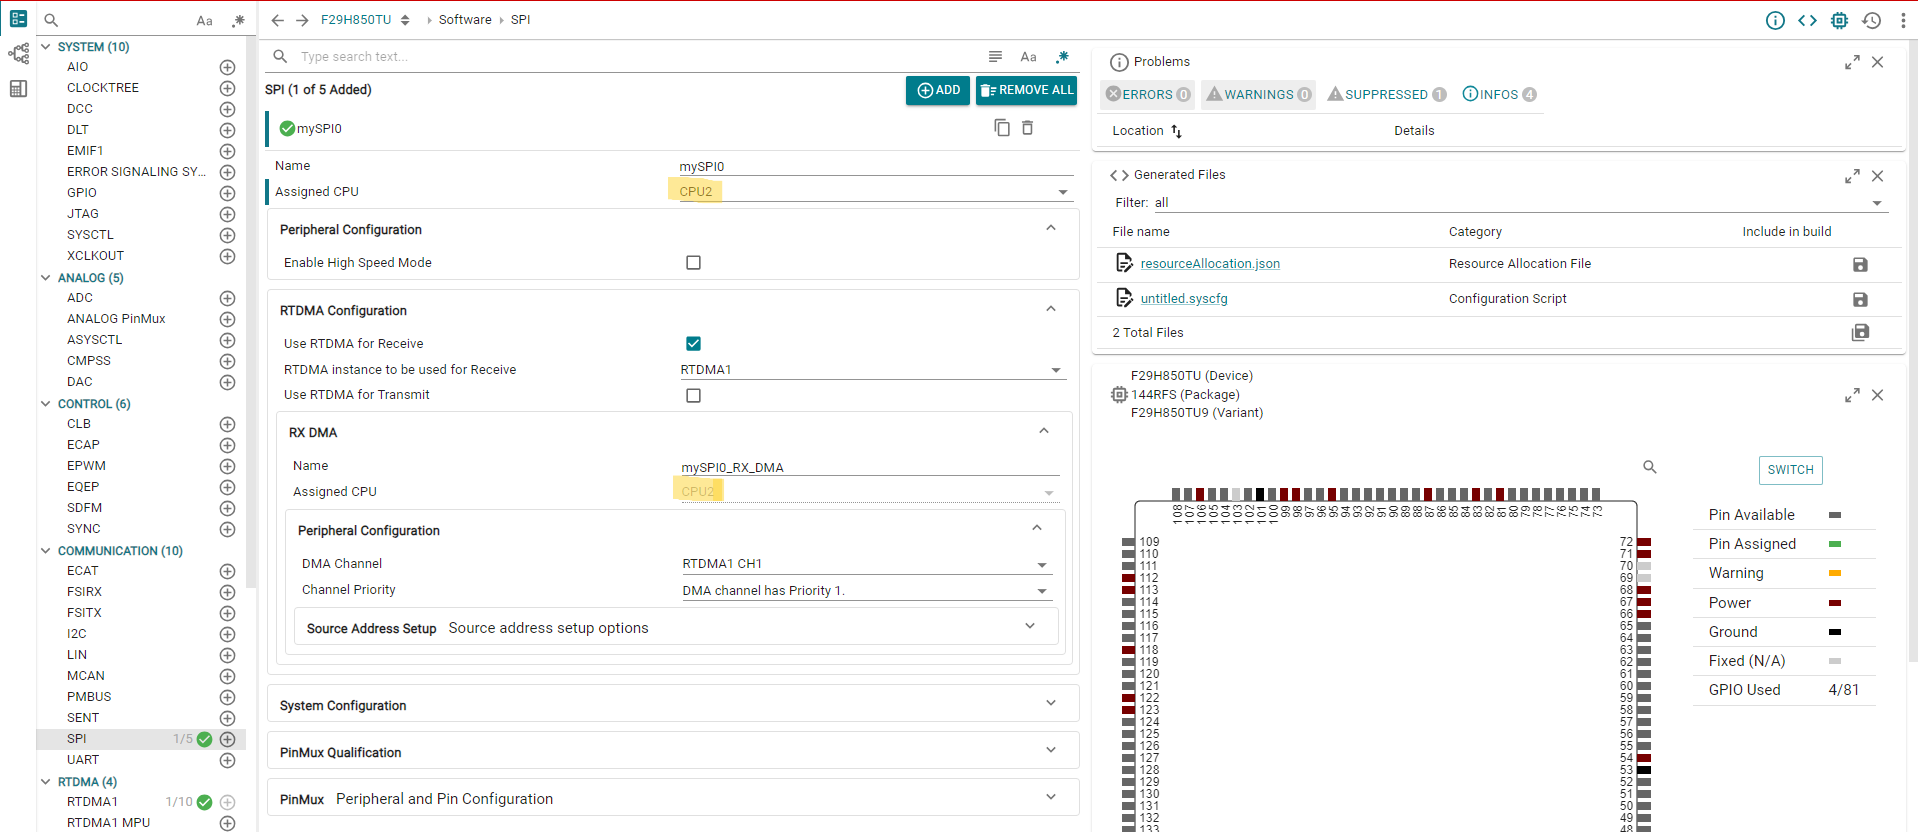 Aa .*
F29H850TU Software SPI
SYSTEM (10)
AIO
CLOCKTREE
DCC
DLT
EMIF1
ERROR SIGNALING SY...
GPIO
JTAG
SYSCTL
XCLKOUT
ANALOG (5)
ADC
ANALOG PinMux
ASYSCTL
CMPSS
DAC
CONTROL (6)
CLB
ECAP
EPWM
EQEP
SDFM
SYNC
COMMUNICATION (10)
ECAT
FSIRX
FSITX
I2C
LIN
MCAN
PMBUS
SENT
SPI 1/5
UART
RTDMA (4)
RTDMA1 1/10
RTDMA1 MPU
Type search text... Aa .*
SPI (1 of 5 Added) ADD REMOVE ALL
mySPI0
Name mySPI0
Assigned CPU CPU2
Peripheral Configuration
Enable High Speed Mode
RTDMA Configuration
Use RTDMA for Receive
RTDMA instance to be used for Receive RTDMA1
Use RTDMA for Transmit
RX DMA
Name mySPI0_RX_DMA
Assigned CPU CPU2
Peripheral Configuration
DMA Channel RTDMA1 CH1
Channel Priority DMA channel has Priority 1.
Source Address Setup Source address setup options
System Configuration
PinMux Qualification
PinMux Peripheral and Pin Configuration
Problems
ERRORS 0 WARNINGS 0 SUPPRESSED 1 INFOS 4
Location Details
Generated Files
Filter: all
File name Category Include in build
resourceAllocation.json Resource Allocation File
untitled.syscfg Configuration Script
2 Total Files
F29H850TU (Device)
144RFS (Package)
F29H850TU9 (Variant)
SWITCH
108 107 106 105 104 103 102 101 100 99 98 97 96 95 94 93 92 91 90 89 88 87 86 85 84 83 82 81 80 79 78 77 76 75 74 73
109 72
110 71
111 70
112 69
113 68
114 67
115 66
116 65
117 64
118 63
119 62
120 61
121 60
122 59
123 58
124 57
125 56
126 55
127 54
128 53
129 52
130 51
131 50
132 49
133 48
Pin Available
Pin Assigned
Warning
Power
Ground
Fixed (N/A)
GPIO Used 4/81